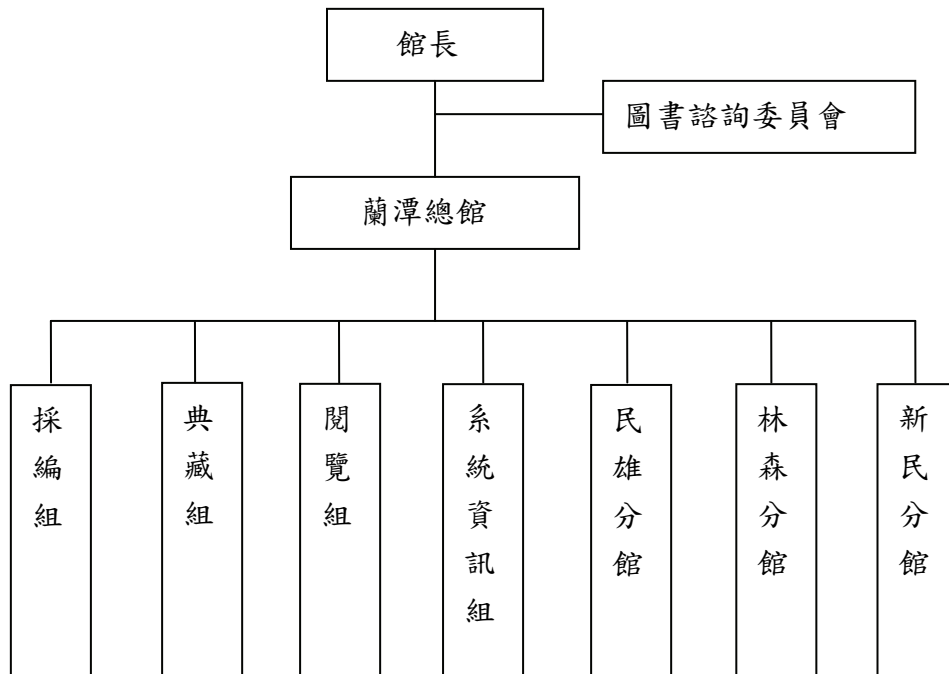 館長
圖書諮詢委員會
蘭潭總館
採編組
典藏組
閱覽組
系統資訊組
民雄分館
林森分館
新民分館